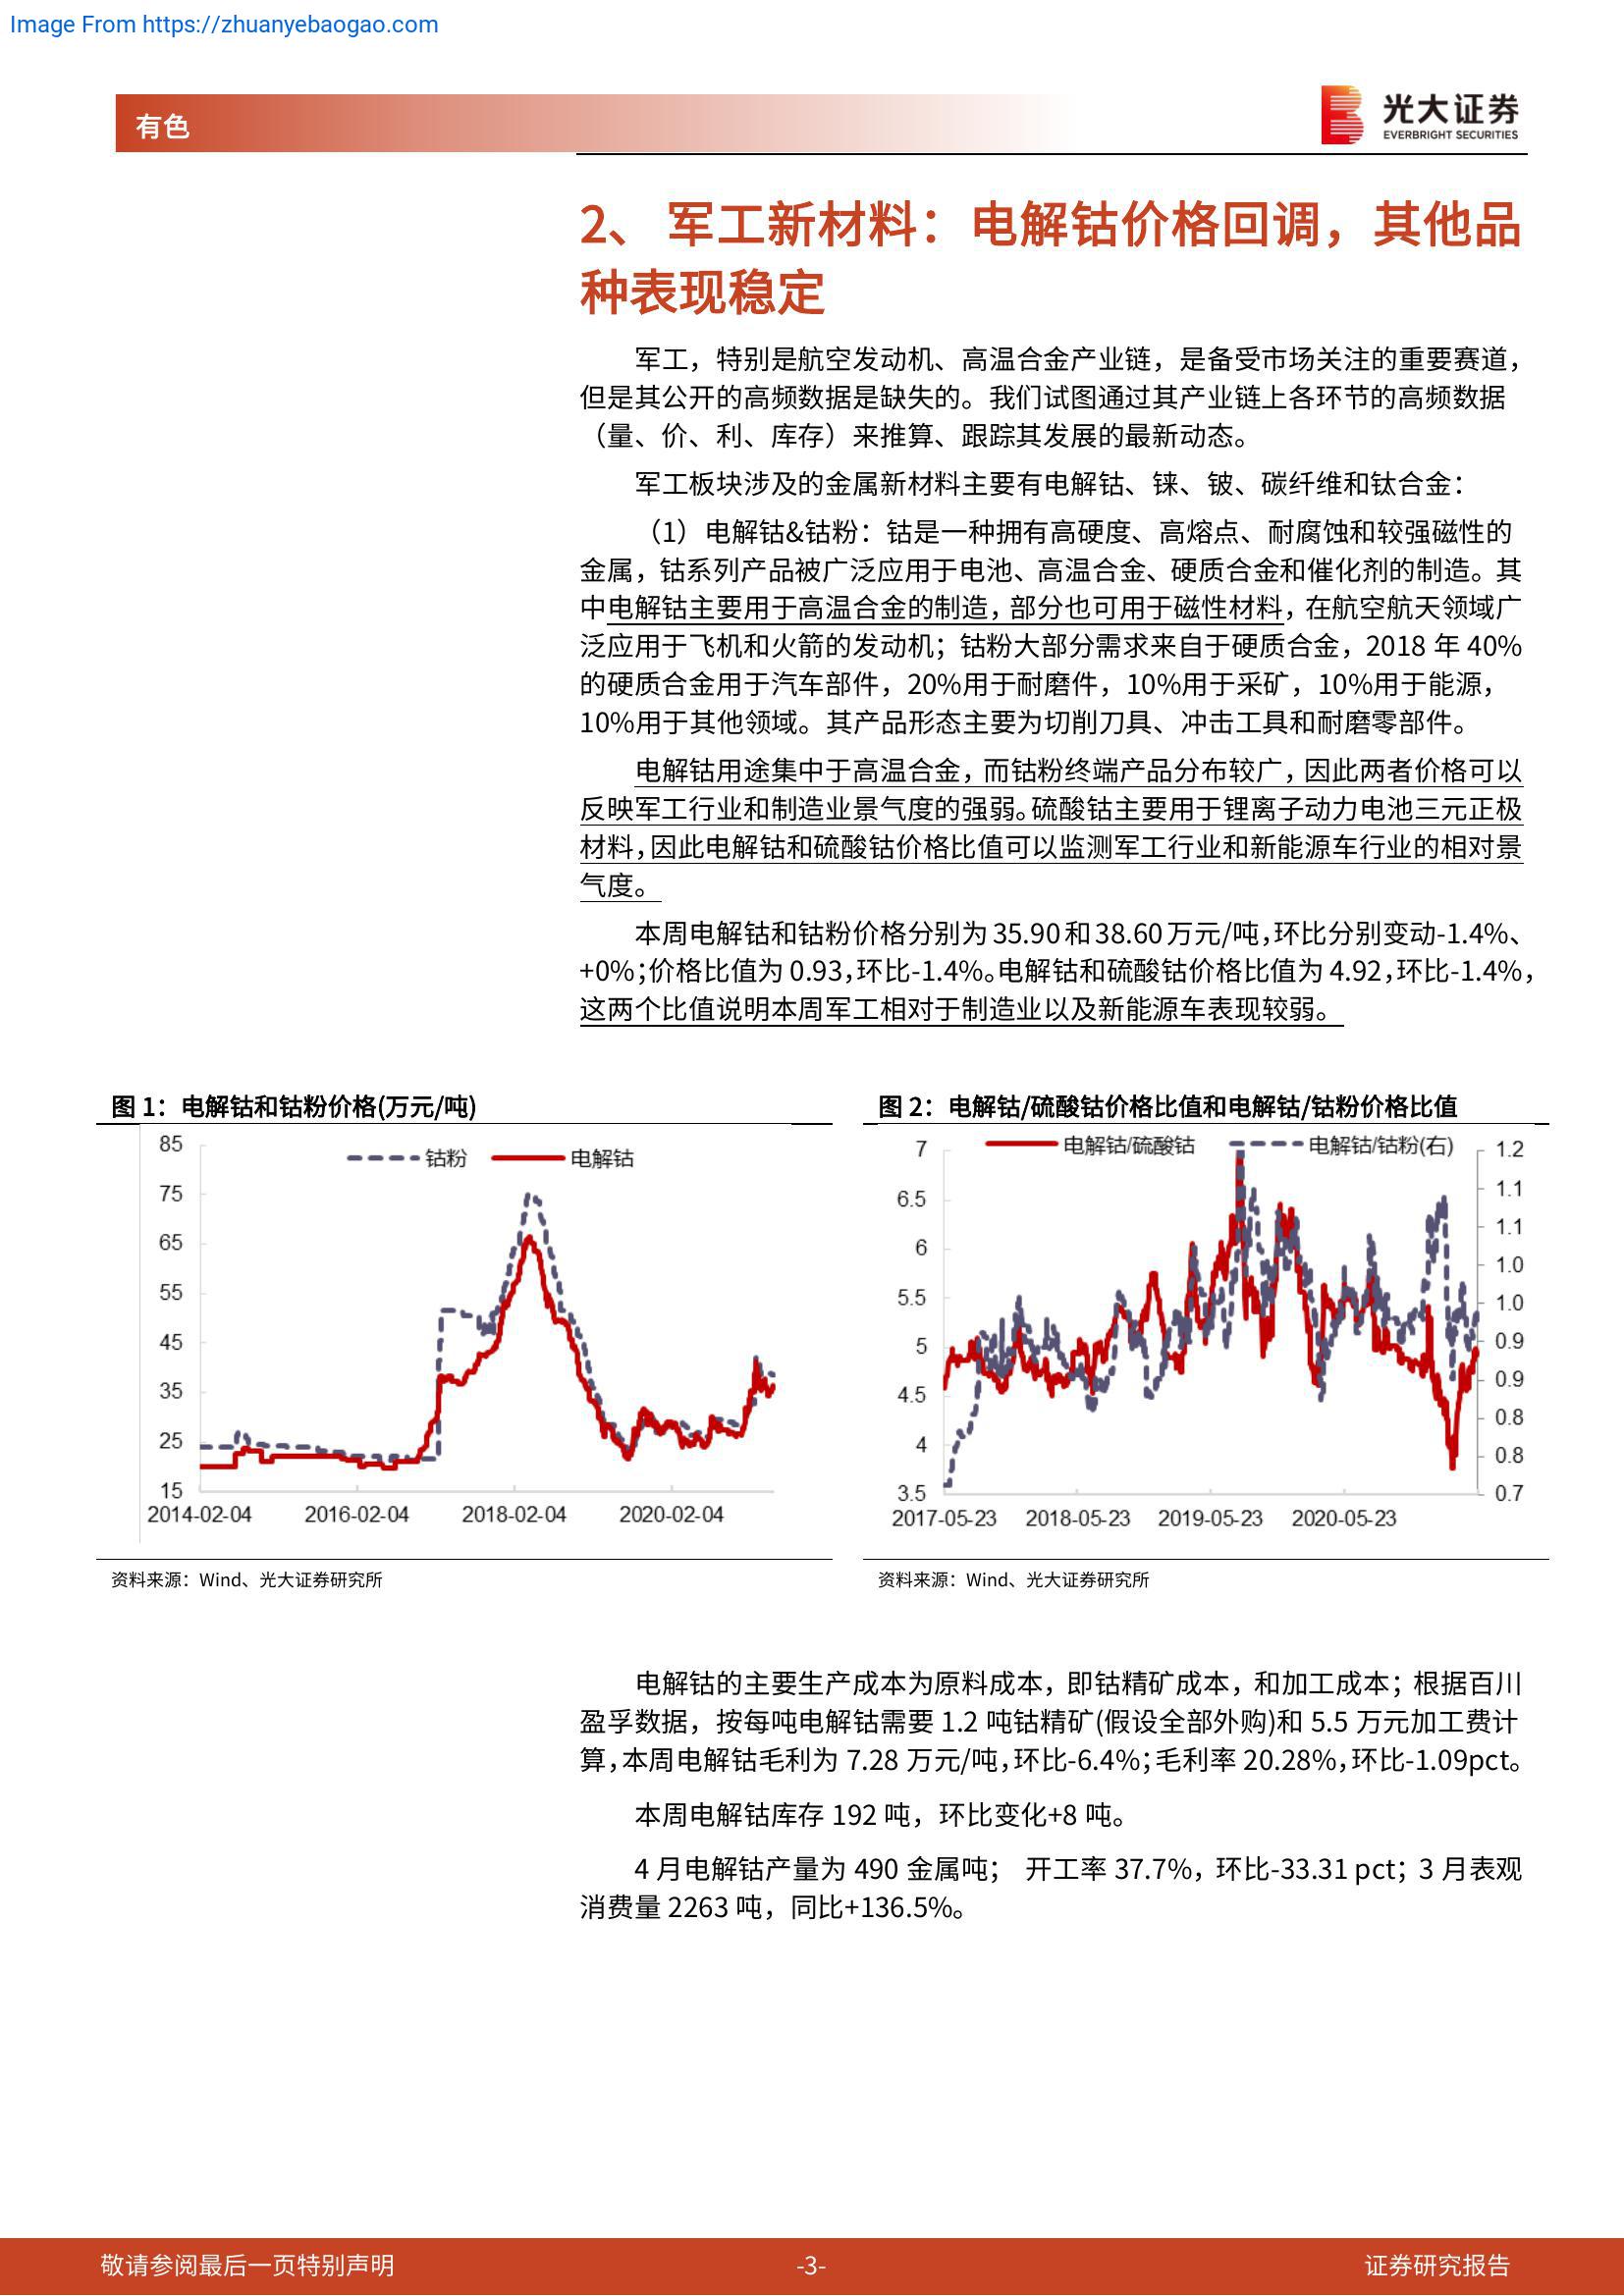 Image From https://zhuanyebaogao.com
有色
光大证券
EVERBRIGHT SECURITIES
2、 军工新材料：电解钴价格回调，其他品
种表现稳定
军工，特别是航空发动机、高温合金产业链，是备受市场关注的重要赛道，
但是其公开的高频数据是缺失的。我们试图通过其产业链上各环节的高频数据
（量、价、利、库存）来推算、跟踪其发展的最新动态。
军工板块涉及的金属新材料主要有电解钴、铼、铍、碳纤维和钛合金：
（1）电解钴&钴粉：钴是一种拥有高硬度、高熔点、耐腐蚀和较强磁性的
金属，钴系列产品被广泛应用于电池、高温合金、硬质合金和催化剂的制造。其
中电解钴主要用于高温合金的制造，部分也可用于磁性材料，在航空航天领域广
泛应用于飞机和火箭的发动机；钴粉大部分需求来自于硬质合金，2018 年 40%
的硬质合金用于汽车部件，20%用于耐磨件，10%用于采矿，10%用于能源，
10%用于其他领域。其产品形态主要为切削刀具、冲击工具和耐磨零部件。
电解钴用途集中于高温合金，而钴粉终端产品分布较广，因此两者价格可以
反映军工行业和制造业景气度的强弱。硫酸钴主要用于锂离子动力电池三元正极
材料，因此电解钴和硫酸钴价格比值可以监测军工行业和新能源车行业的相对景
气度。
本周电解钴和钴粉价格分别为 35.90 和 38.60 万元/吨，环比分别变动-1.4%、
+0%；价格比值为 0.93，环比-1.4%。电解钴和硫酸钴价格比值为 4.92，环比-1.4%，
这两个比值说明本周军工相对于制造业以及新能源车表现较弱。
图 1：电解钴和钴粉价格(万元/吨)
85
75
65
55
45
35
25
15
钴粉 电解钴
2014-02-04 2016-02-04 2018-02-04 2020-02-04
资料来源：Wind、光大证券研究所
图 2：电解钴/硫酸钴价格比值和电解钴/钴粉价格比值
7
6.5
6
5.5
5
4.5
4
3.5
电解钴/硫酸钴 电解钴/钴粉(右)
1.2
1.1
1.1
1.0
1.0
0.9
0.9
0.8
0.8
0.7
2017-05-23 2018-05-23 2019-05-23 2020-05-23
资料来源：Wind、光大证券研究所
电解钴的主要生产成本为原料成本，即钴精矿成本，和加工成本；根据百川
盈孚数据，按每吨电解钴需要 1.2 吨钴精矿(假设全部外购)和 5.5 万元加工费计
算，本周电解钴毛利为 7.28 万元/吨，环比-6.4%；毛利率 20.28%，环比-1.09pct。
本周电解钴库存 192 吨，环比变化+8 吨。
4 月电解钴产量为 490 金属吨； 开工率 37.7%，环比-33.31 pct；3 月表观
消费量 2263 吨，同比+136.5%。
敬请参阅最后一页特别声明
-3-
证券研究报告